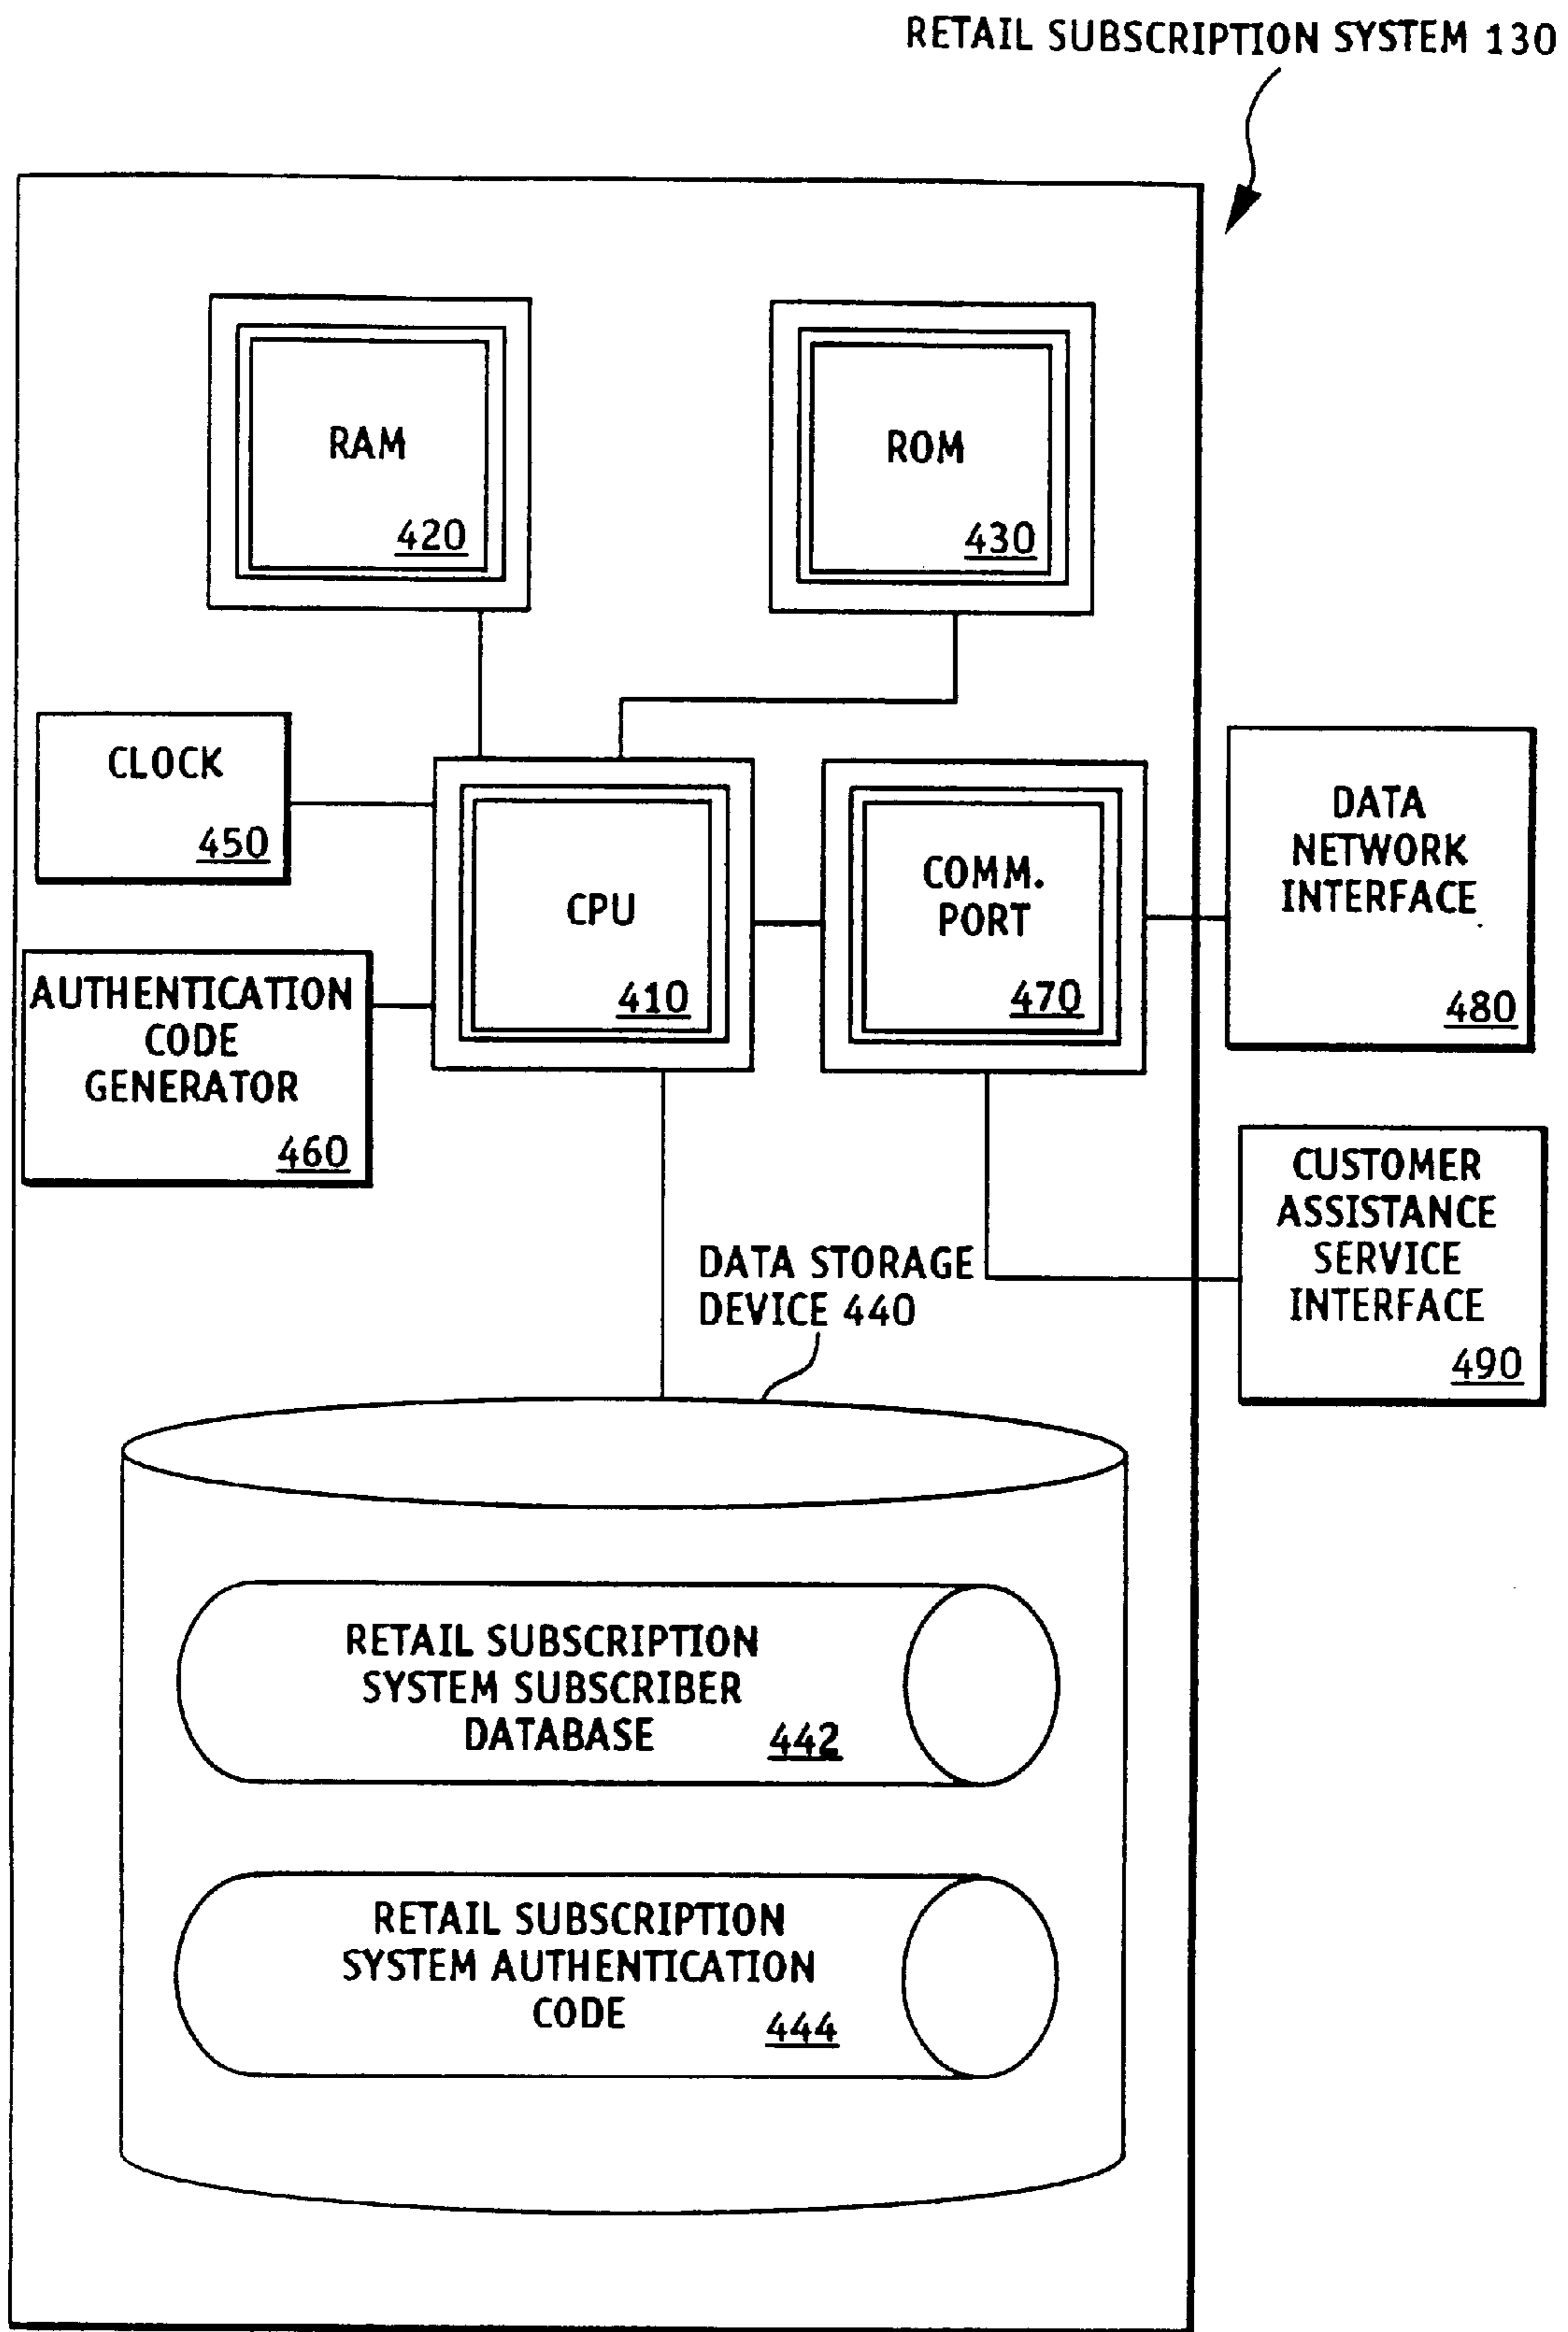 RETAIL SUBSCRIPTION SYSTEM 130
RAM
420
ROM
430
CLOCK
450
CPU
410
COMM.
PORT
470
DATA
NETWORK
INTERFACE
480
AUTHENTICATION
CODE
GENERATOR
460
CUSTOMER
ASSISTANCE
SERVICE
INTERFACE
490
DATA STORAGE
DEVICE 440
RETAIL SUBSCRIPTION
SYSTEM SUBSCRIBER
DATABASE
442
RETAIL SUBSCRIPTION
SYSTEM AUTHENTICATION
CODE
444